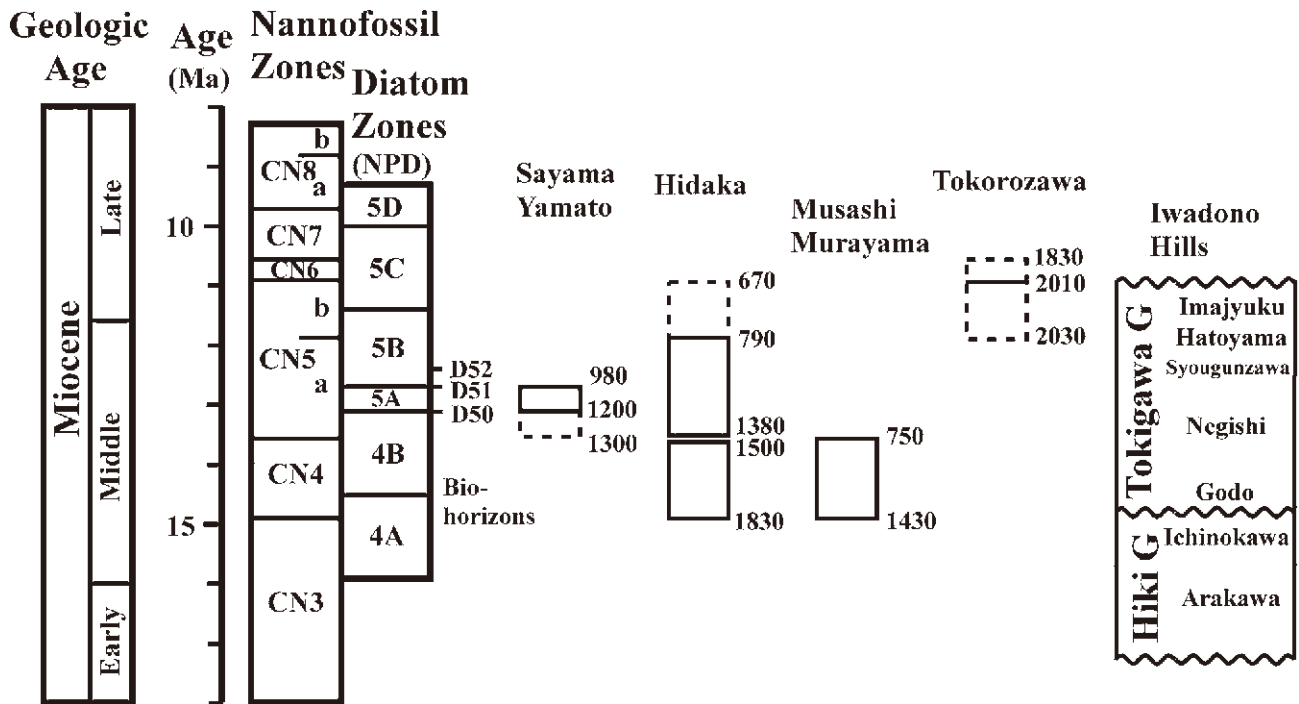 Geologic
Age
Age
(Ma)
Nannofossil
Zones
Diatom
Zones
(NPD)
Miocene
Late
Middle
Early
10
15
b
CN8
a
CN7
CN6
b
CN5
a
CN4
CN3
5D
5C
5B
5A
4B
4A
D52
D51
D50
Bio-
horizons
Sayama
Yamato
980
1200
1300
Hidaka
670
790
1380
1500
1830
Musashi
Murayama
750
1430
Tokorozawa
1830
2010
2030
Iwadono
Hills
Tokigawa G
Imajyuku
Hatoyama
Syougunzawa
Negishi
Godo
Hiki G
Ichinokawa
Arakawa